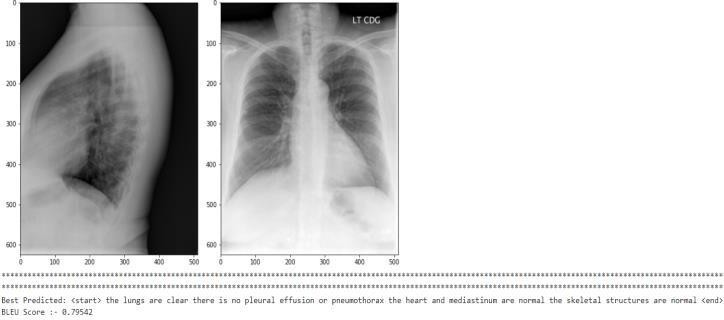 LT CDG
0
100
200
300
400
500
600
0 100 200 300 400 500
0
100
200
300
400
500
600
0 100 200 300 400 500
Best Predicted: <start> the lungs are clear there is no pleural effusion or pneumothorax the heart and mediastinum are normal the skeletal structures are normal <end>
BLEU Score :- 0.79542